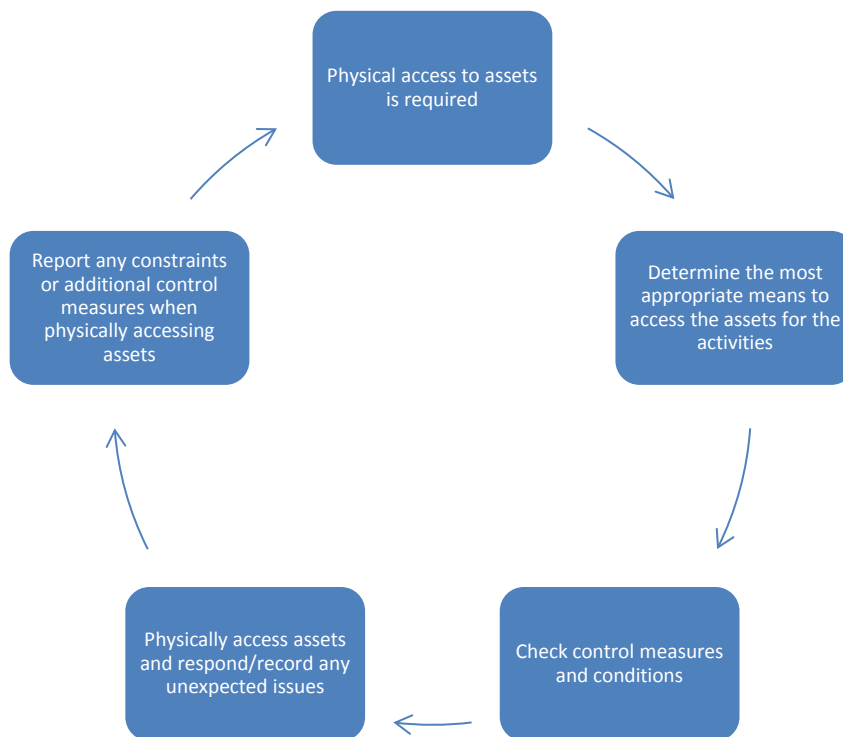 Physical access to assets
is required
Determine the most
appropriate means to
access the assets for the
activities
Check control measures
and conditions
Physically access assets
and respond/record any
unexpected issues
Report any constraints
or additional control
measures when
physically accessing
assets